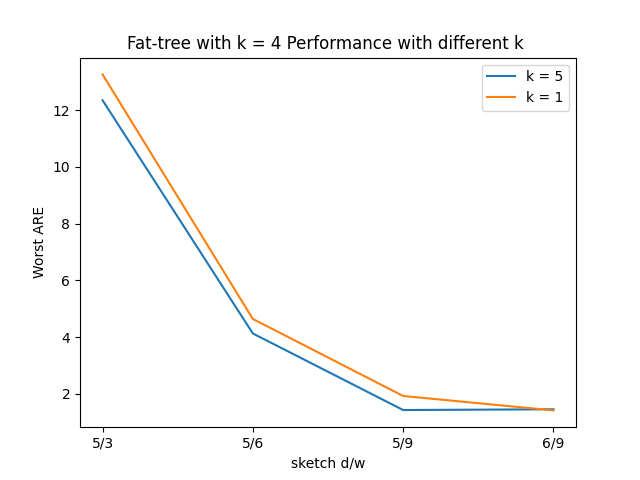 Fat-tree with k = 4 Performance with different k
k = 5
k = 1
12
10
8
6
4
2
Worst ARE
5/3
5/6
5/9
6/9
sketch d/w